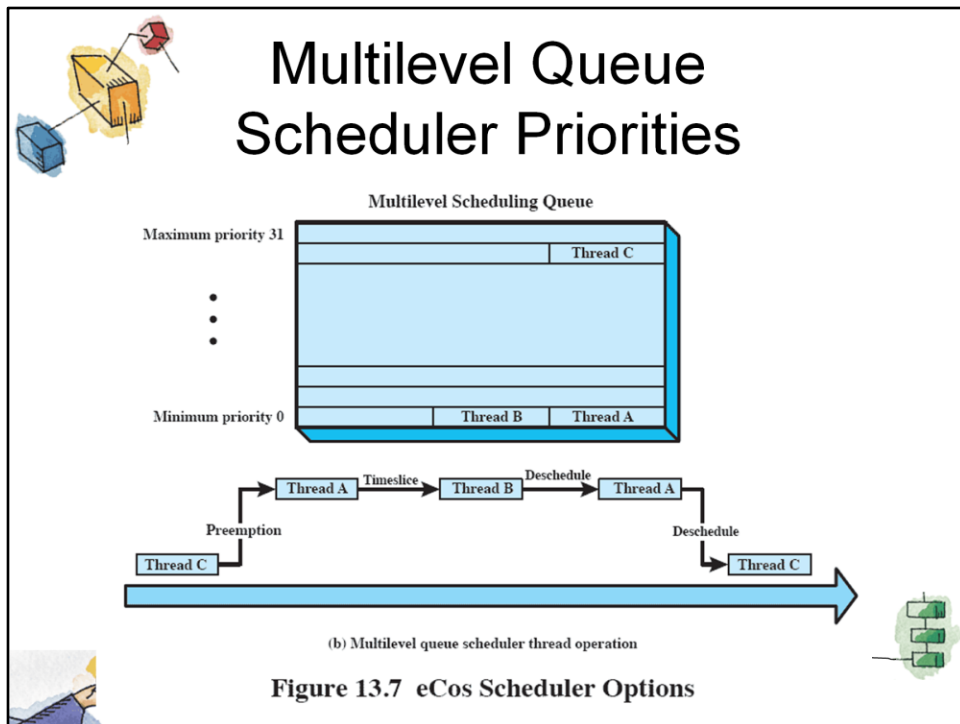 Multilevel Queue
Scheduler Priorities
Multilevel Scheduling Queue
Maximum priority 31
Thread C
Minimum priority 0
Thread B
Thread A
Thread A
Timeslice
Thread B
Deschedule
Thread A
Preemption
Deschedule
Thread C
Thread C
(b) Multilevel queue scheduler thread operation
Figure 13.7 eCos Scheduler Options